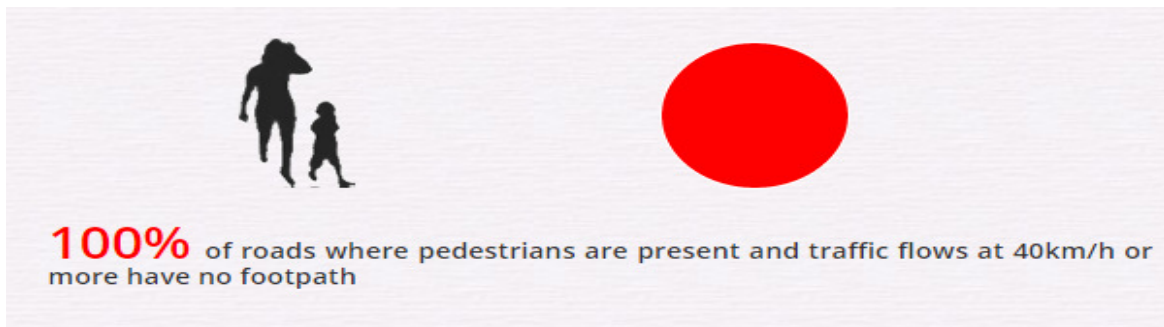 100% of roads where pedestrians are present and traffic flows at 40km/h or
more have no footpath